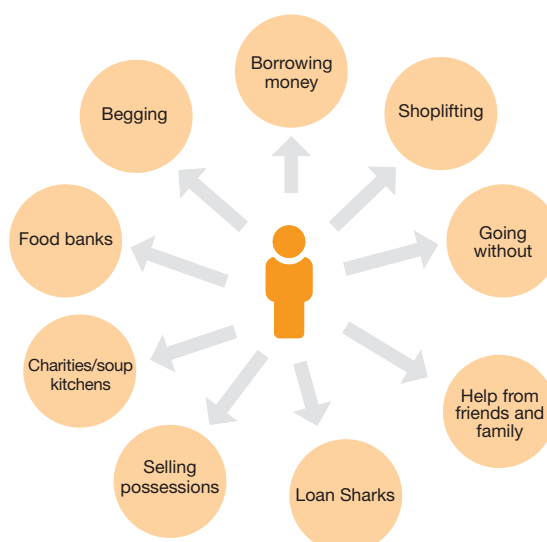 Borrowing
money
Begging
Shoplifting
Food banks
Going
without
Charities/soup
kitchens
Help from
friends and
family
Selling
possessions
Loan Sharks